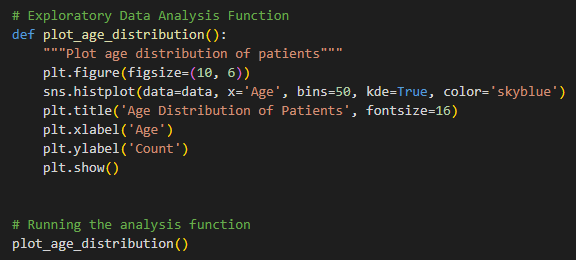 # Exploratory Data Analysis Function
def plot_age_distribution():
    """Plot age distribution of patients"""
    plt.figure(figsize=(10, 6))
    sns.histplot(data=data, x='Age', bins=50, kde=True, color='skyblue')
    plt.title('Age Distribution of Patients', fontsize=16)
    plt.xlabel('Age')
    plt.ylabel('Count')
    plt.show()
# Running the analysis function
plot_age_distribution()